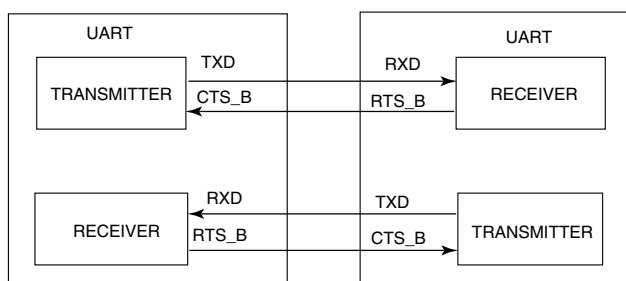 UART
UART
TXD
RXD
TRANSMITTER
CTS_B
RTS_B
RECEIVER
RXD
TXD
RECEIVER
RTS_B
CTS_B
TRANSMITTER